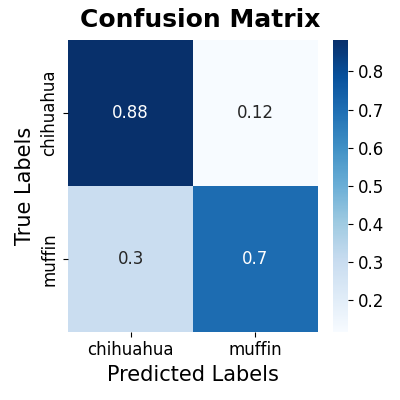 Confusion Matrix
True Labels
chihuahua
0.88
0.12
muffin
0.3
0.7
chihuahua
muffin
Predicted Labels
0.8
0.7
0.6
0.5
0.4
0.3
0.2